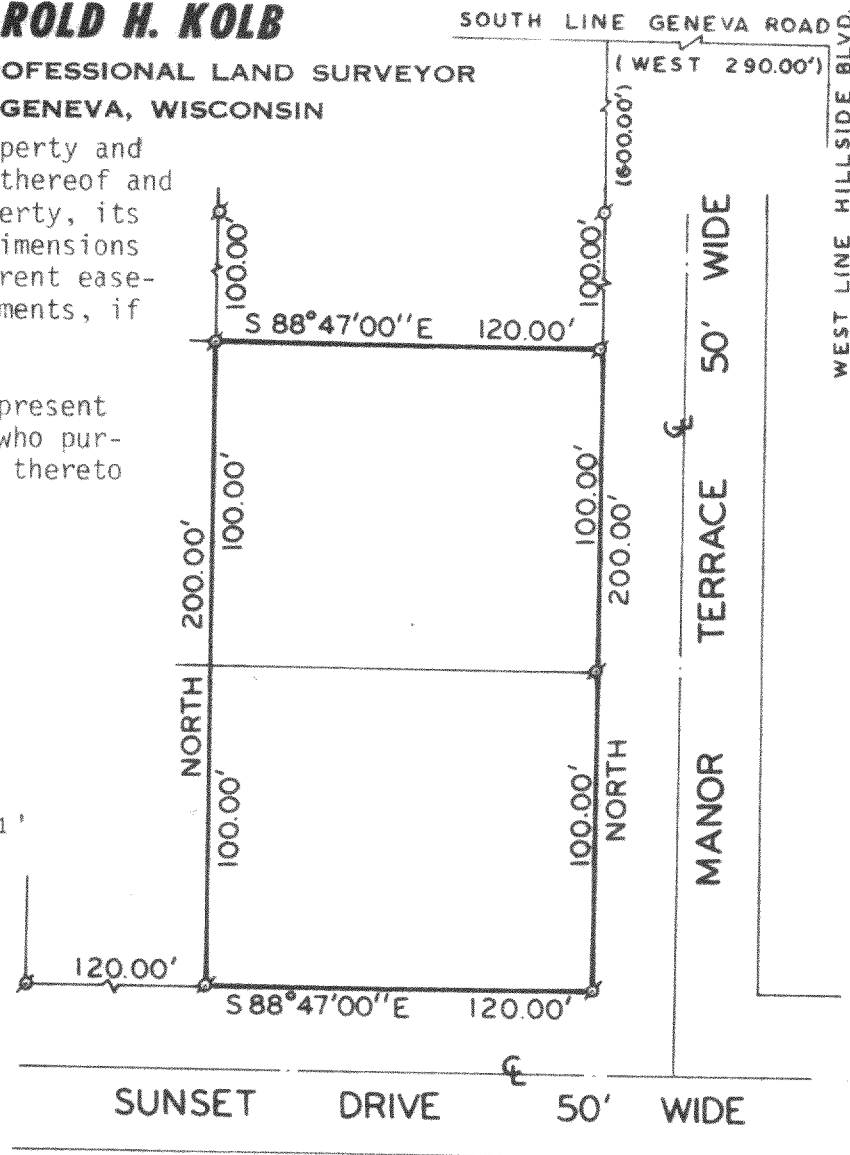 ROLD H. KOLB
OFESSIONAL LAND SURVEYOR
GENEVA, WISCONSIN
perty and
thereof and
erty, its
imensions
rent ease-
ments, if
present
who pur-
thereto
1'
SOUTH LINE GENEVA ROAD
(WEST 290.00')
WEST LINE HILLSIDE BLVD.
(600.00')
100.00'
100.00'
S 88°47'00"E 120.00'
100.00'
200.00'
NORTH
100.00'
100.00'
200.00'
NORTH
100.00'
MANOR TERRACE 50' WIDE
℄
120.00'
S 88°47'00"E 120.00'
℄
SUNSET DRIVE 50' WIDE